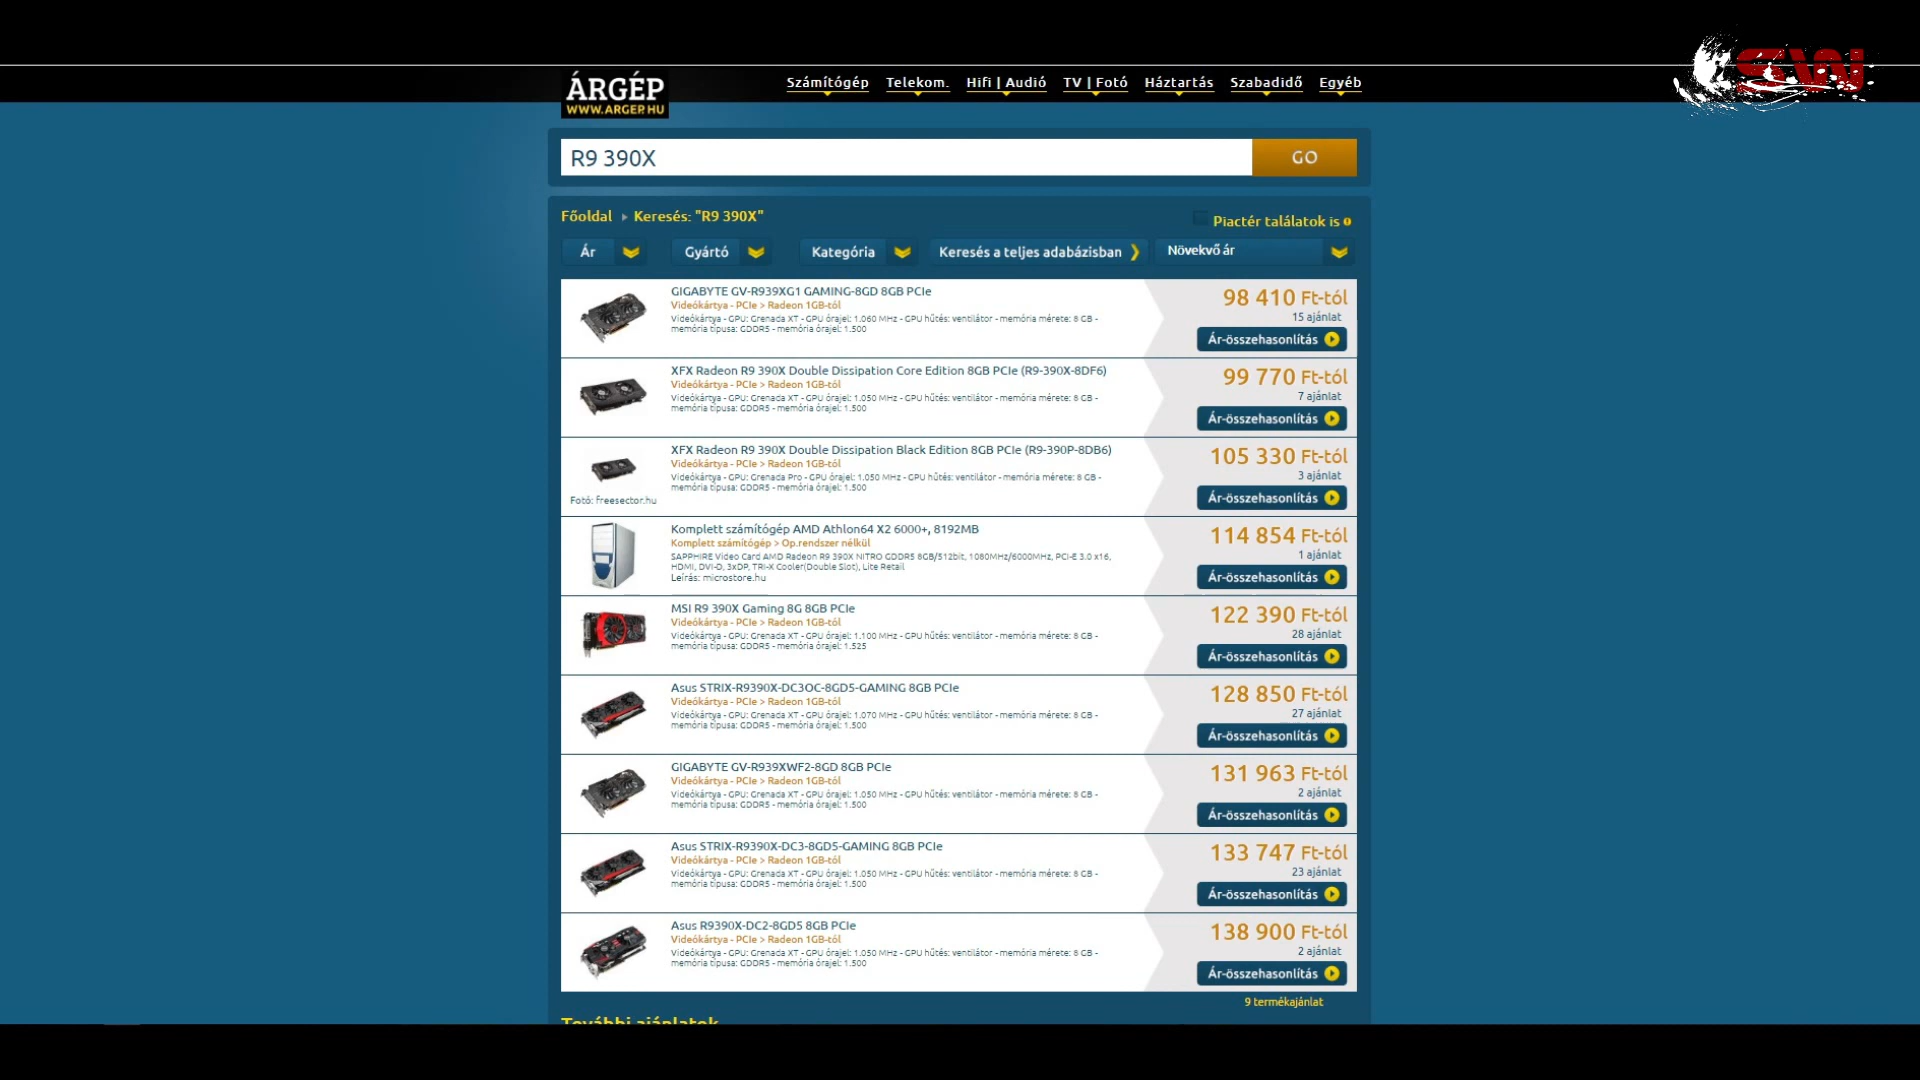 ÁRGÉP
WWW.ARGEP.HU
Számítógép Telekom. Hifi | Audió TV | Fotó Háztartás Szabadidő Egyéb
SW
R9 390X GO
Főoldal Keresés: "R9 390X"
Piactér találatok is
Ár Gyártó Kategória Keresés a teljes adabázisban Növekvő ár
GIGABYTE GV-R939XG1 GAMING-8GD 8GB PCIe
Videókártya - PCIe > Radeon 1GB-tól
Videókártya - GPU: Grenada XT - GPU órajel: 1.060 MHz - GPU hűtés: ventilátor - memória mérete: 8 GB -
memória típusa: GDDR5 - memória órajel: 1.500
98 410 Ft-tól
15 ajánlat
Ár-összehasonlítás
XFX Radeon R9 390X Double Dissipation Core Edition 8GB PCIe (R9-390X-8DF6)
Videókártya - PCIe > Radeon 1GB-tól
Videókártya - GPU: Grenada XT - GPU órajel: 1.050 MHz - GPU hűtés: ventilátor - memória mérete: 8 GB -
memória típusa: GDDR5 - memória órajel: 1.500
99 770 Ft-tól
7 ajánlat
Ár-összehasonlítás
XFX Radeon R9 390X Double Dissipation Black Edition 8GB PCIe (R9-390P-8DB6)
Videókártya - PCIe > Radeon 1GB-tól
Videókártya - GPU: Grenada Pro - GPU órajel: 1.050 MHz - GPU hűtés: ventilátor - memória mérete: 8 GB -
memória típusa: GDDR5 - memória órajel: 1.500
Fotó: freesector.hu
105 330 Ft-tól
3 ajánlat
Ár-összehasonlítás
Komplett számítógép AMD Athlon64 X2 6000+, 8192MB
Komplett számítógép > Op.rendszer nélkül
SAPPHIRE Video Card AMD Radeon R9 390X NITRO GDDR5 8GB/512bit, 1080MHz/6000MHz, PCI-E 3.0 x16,
HDMI, DVI-D, 3xDP, TRI-X Cooler(Double Slot), Lite Retail
Leírás: microstore.hu
114 854 Ft-tól
1 ajánlat
Ár-összehasonlítás
MSI R9 390X Gaming 8G 8GB PCIe
Videókártya - PCIe > Radeon 1GB-tól
Videókártya - GPU: Grenada XT - GPU órajel: 1.100 MHz - GPU hűtés: ventilátor - memória mérete: 8 GB -
memória típusa: GDDR5 - memória órajel: 1.525
122 390 Ft-tól
28 ajánlat
Ár-összehasonlítás
Asus STRIX-R9390X-DC3OC-8GD5-GAMING 8GB PCIe
Videókártya - PCIe > Radeon 1GB-tól
Videókártya - GPU: Grenada XT - GPU órajel: 1.070 MHz - GPU hűtés: ventilátor - memória mérete: 8 GB -
memória típusa: GDDR5 - memória órajel: 1.500
128 850 Ft-tól
27 ajánlat
Ár-összehasonlítás
GIGABYTE GV-R939XWF2-8GD 8GB PCIe
Videókártya - PCIe > Radeon 1GB-tól
Videókártya - GPU: Grenada XT - GPU órajel: 1.050 MHz - GPU hűtés: ventilátor - memória mérete: 8 GB -
memória típusa: GDDR5 - memória órajel: 1.500
131 963 Ft-tól
2 ajánlat
Ár-összehasonlítás
Asus STRIX-R9390X-DC3-8GD5-GAMING 8GB PCIe
Videókártya - PCIe > Radeon 1GB-tól
Videókártya - GPU: Grenada XT - GPU órajel: 1.050 MHz - GPU hűtés: ventilátor - memória mérete: 8 GB -
memória típusa: GDDR5 - memória órajel: 1.500
133 747 Ft-tól
23 ajánlat
Ár-összehasonlítás
Asus R9390X-DC2-8GD5 8GB PCIe
Videókártya - PCIe > Radeon 1GB-tól
Videókártya - GPU: Grenada XT - GPU órajel: 1.050 MHz - GPU hűtés: ventilátor - memória mérete: 8 GB -
memória típusa: GDDR5 - memória órajel: 1.500
138 900 Ft-tól
2 ajánlat
Ár-összehasonlítás
9 termékajánlat
További ajánlatok